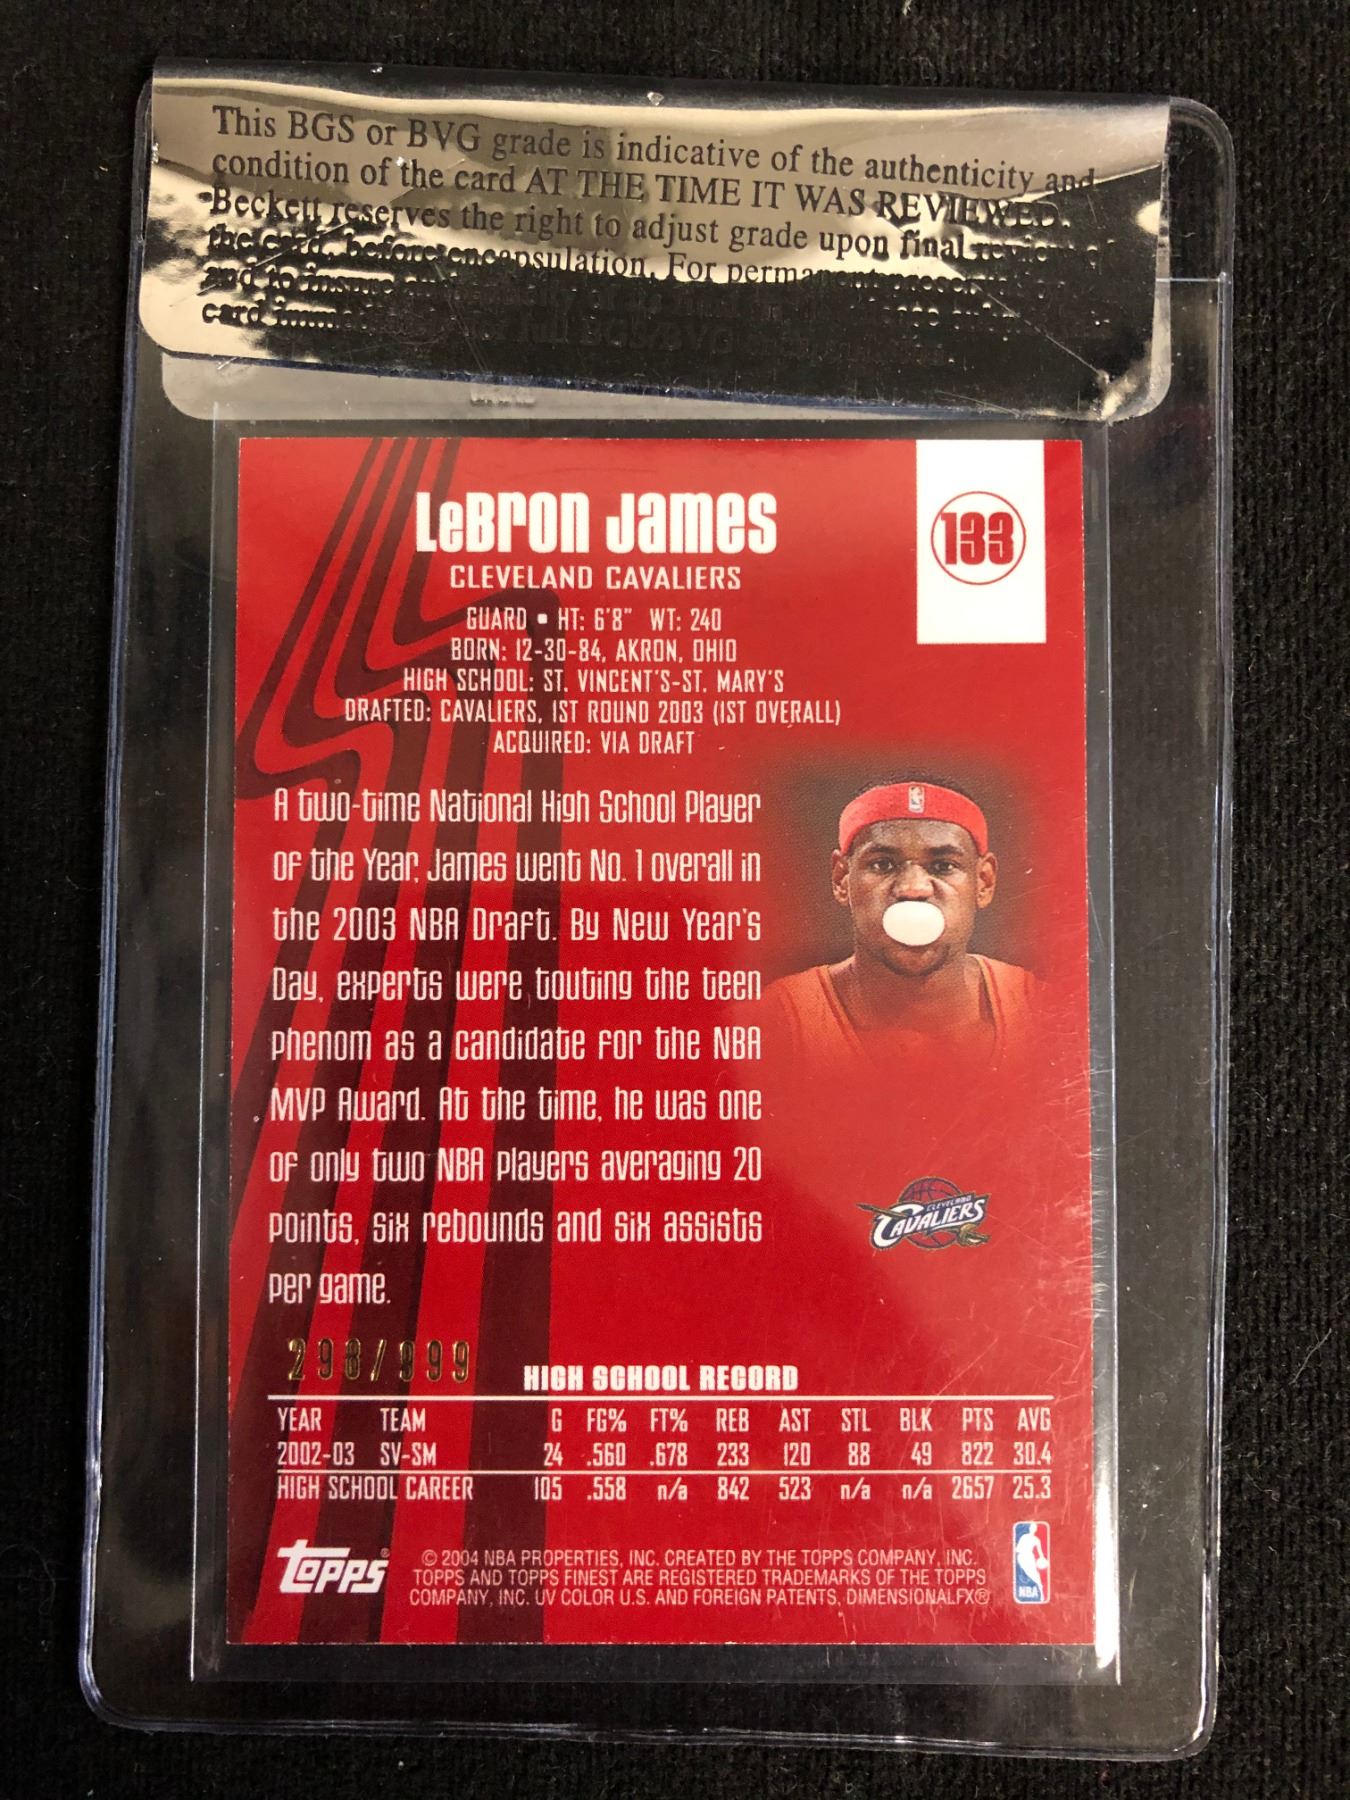 This BGS or BVG grade is indicative of the authenticity and
condition of the card AT THE TIME IT WAS REVIEWED.
Beckett reserves the right to adjust grade upon final review of
the card, before encapsulation. For permanent
and to insure
card
LeBron James
133
CLEVELAND CAVALIERS
GUARD • HT: 6'8" WT: 240
BORN: 12-30-84, AKRON, OHIO
HIGH SCHOOL: ST. VINCENT'S-ST. MARY'S
DRAFTED: CAVALIERS, 1ST ROUND 2003 (1ST OVERALL)
ACQUIRED: VIA DRAFT
A two-time National High School Player
of the Year, James went No. 1 overall in
the 2003 NBA Draft. By New Year's
Day, experts were touting the teen
phenom as a candidate for the NBA
MVP Award. At the time, he was one
of only two NBA players averaging 20
points, six rebounds and six assists
per game.
CLEVELAND
CAVALIERS
298/999
HIGH SCHOOL RECORD
YEAR TEAM G FG% FT% REB AST STL BLK PTS AVG
2002-03 SV-SM 24 .560 .678 233 120 88 49 822 30.4
HIGH SCHOOL CAREER 105 .558 n/a 842 523 n/a n/a 2657 25.3
Topps®
© 2004 NBA PROPERTIES, INC. CREATED BY THE TOPPS COMPANY, INC.
TOPPS AND TOPPS FINEST ARE REGISTERED TRADEMARKS OF THE TOPPS
COMPANY, INC. UV COLOR U.S. AND FOREIGN PATENTS, DIMENSIONALFX®
NBA